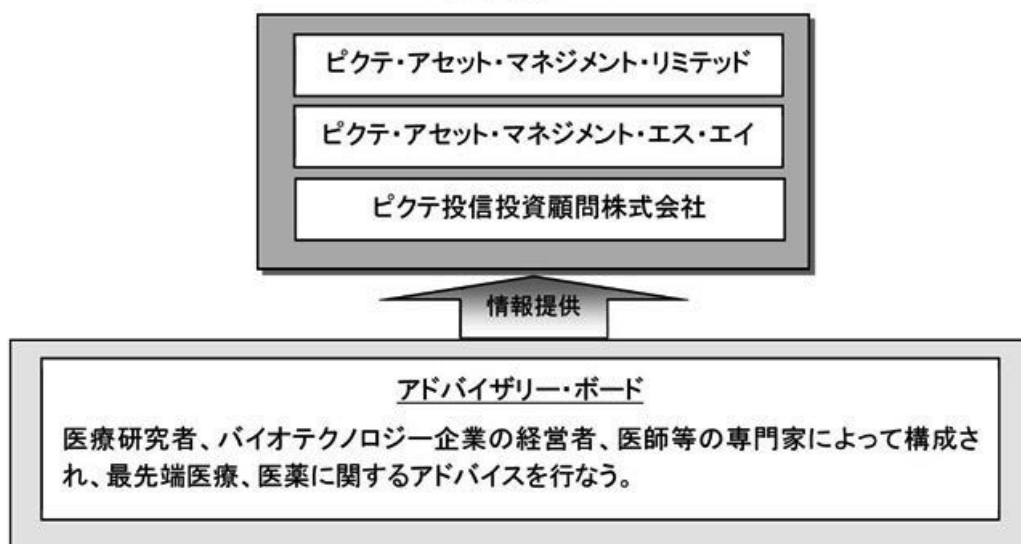 ピクテ・アセット・マネジメント・リミテッド
ピクテ・アセット・マネジメント・エス・エイ
ピクテ投信投資顧問株式会社
情報提供
アドバイザリー・ボード
医療研究者、バイオテクノロジー企業の経営者、医師等の専門家によって構成さ
れ、最先端医療、医薬に関するアドバイスを行なう。